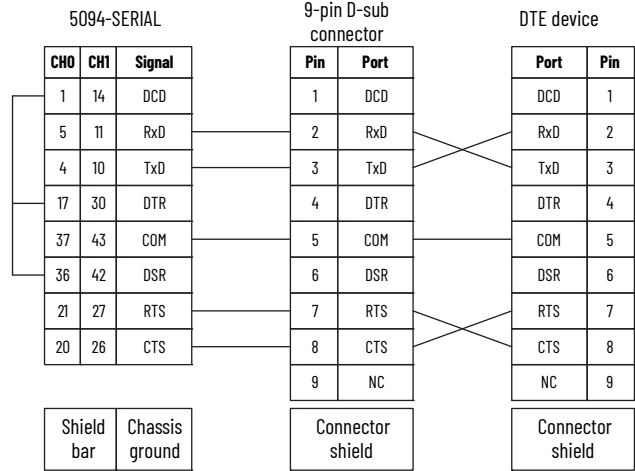 5094-SERIAL
9-pin D-sub
connector
DTE device
CH0 CH1 Signal Pin Port Port Pin
1 14 DCD 1 DCD DCD 1
5 11 RxD 2 RxD RxD 2
4 10 TxD 3 TxD TxD 3
17 30 DTR 4 DTR DTR 4
37 43 COM 5 COM COM 5
36 42 DSR 6 DSR DSR 6
21 27 RTS 7 RTS RTS 7
20 26 CTS 8 CTS CTS 8
9 NC NC 9
Shield
bar
Chassis
ground
Connector
shield
Connector
shield